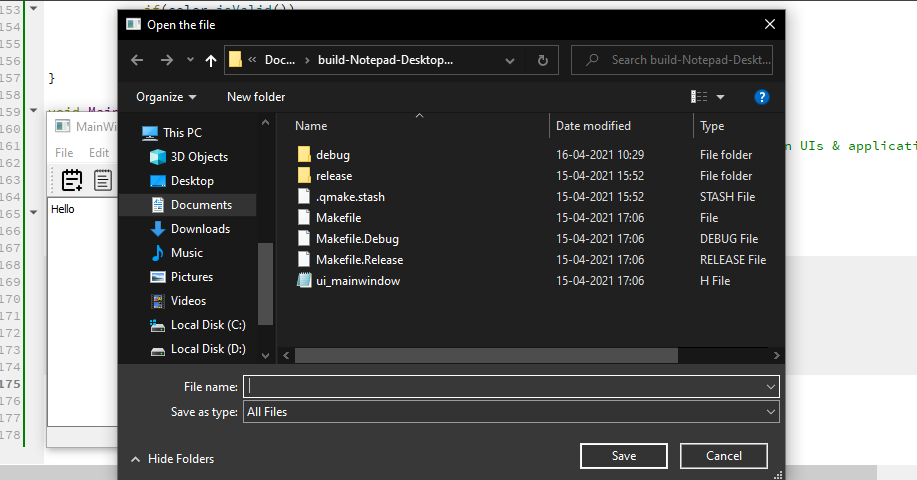 153 if(color.isValid())
154
155
156
157 }
158
159 void Main
160
161 n UIs & applicati
162
163
164
165
166
167
168
169
170
171
172
173
174
175
176
177
178
MainWi
File Edit
Hello
Open the file
« Doc... › build-Notepad-Desktop...
Search build-Notepad-Deskt...
Organize New folder
?
This PC
3D Objects
Desktop
Documents
Downloads
Music
Pictures
Videos
Local Disk (C:)
Local Disk (D:)
Name Date modified Type
debug 16-04-2021 10:29 File folder
release 15-04-2021 15:52 File folder
.qmake.stash 15-04-2021 15:52 STASH File
Makefile 15-04-2021 17:06 File
Makefile.Debug 15-04-2021 17:06 DEBUG File
Makefile.Release 15-04-2021 17:06 RELEASE File
ui_mainwindow 15-04-2021 17:06 H File
File name:
Save as type: All Files
Hide Folders
Save Cancel